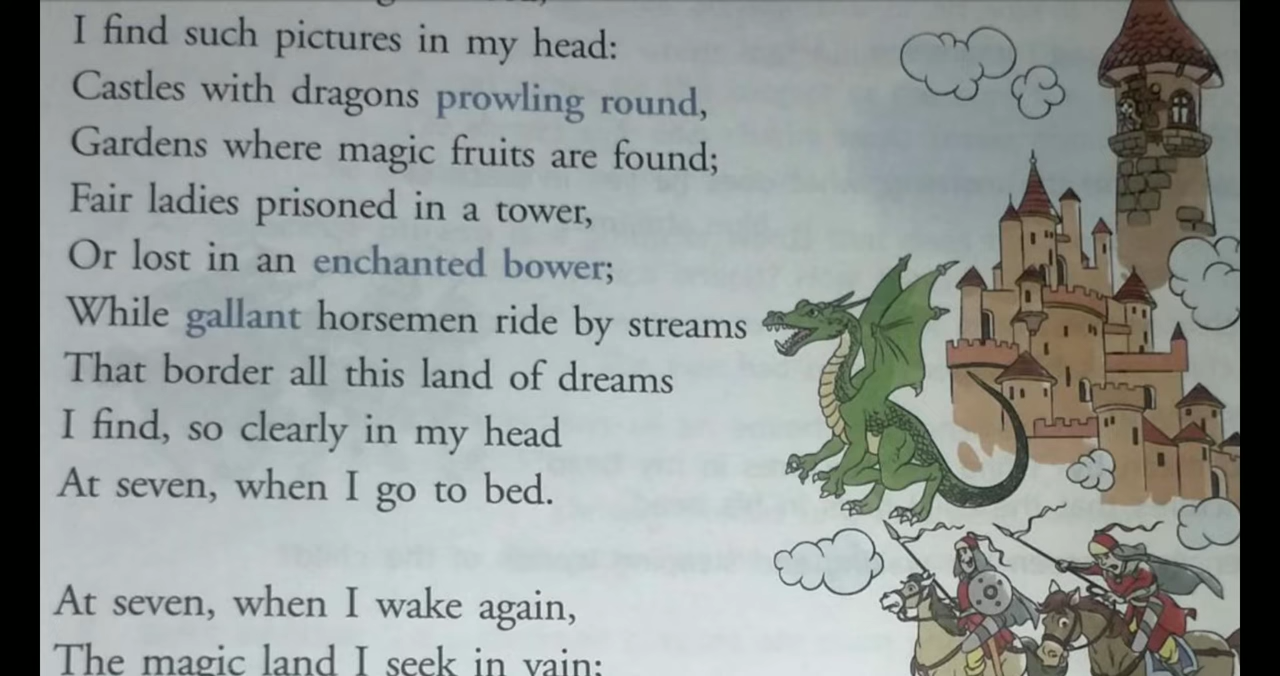 I find such pictures in my head:
Castles with dragons prowling round,
Gardens where magic fruits are found;
Fair ladies prisoned in a tower,
Or lost in an enchanted bower;
While gallant horsemen ride by streams
That border all this land of dreams
I find, so clearly in my head
At seven, when I go to bed.
At seven, when I wake again,
The magic land I seek in vain;